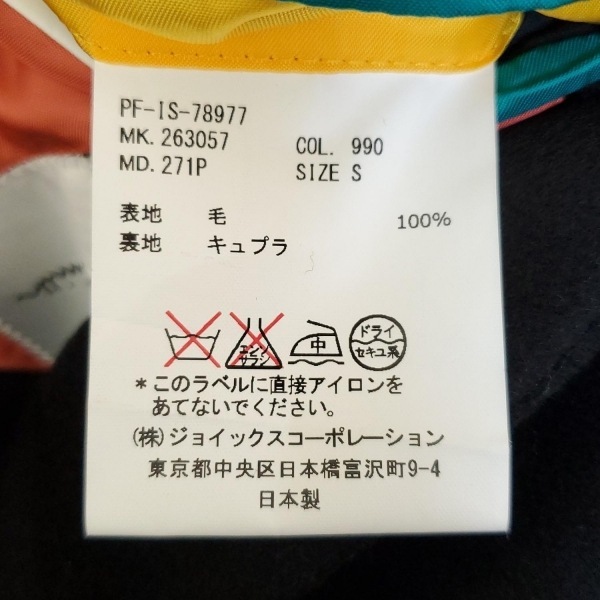 PF-IS-78977
MK. 263057 COL. 990
MD. 271P SIZE S
表地 毛 100%
裏地 キュプラ
エンソ サラシ 中 ドライ セキユ系
*このラベルに直接アイロンを
あてないでください。
(株)ジョイックスコーポレーション
東京都中央区日本橋富沢町9-4
日本製